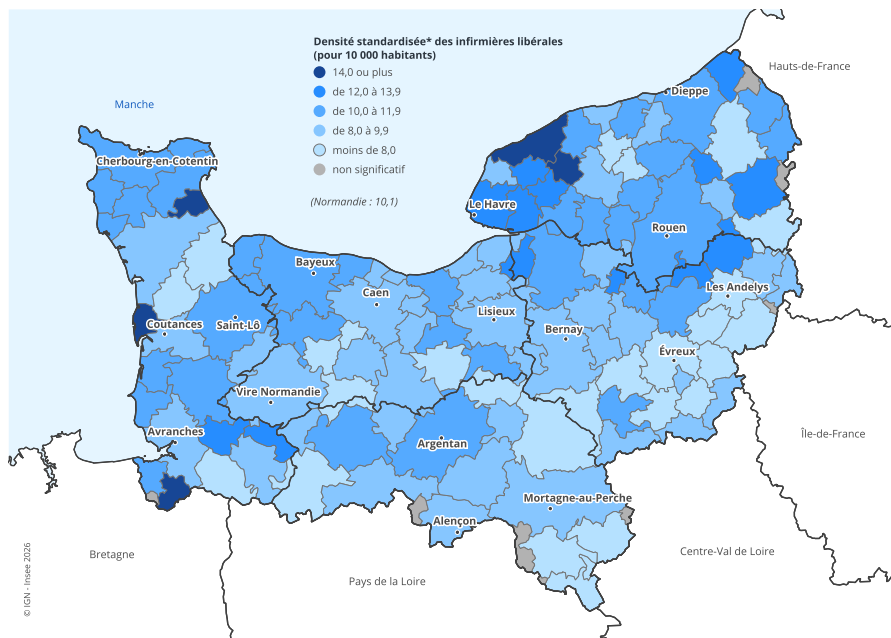 Densité standardisée* des infirmières libérales
(pour 10 000 habitants)
14,0 ou plus
de 12,0 à 13,9
de 10,0 à 11,9
de 8,0 à 9,9
moins de 8,0
non significatif
(Normandie : 10,1)
Hauts-de-France
Manche
Dieppe
Cherbourg-en-Cotentin
Le Havre
Rouen
Bayeux
Caen
Les Andelys
Lisieux
Coutances
Saint-Lô
Bernay
Évreux
Vire Normandie
Avranches
Argentan
Île-de-France
Mortagne-au-Perche
Alençon
Bretagne
Centre-Val de Loire
Pays de la Loire
© IGN - Insee 2026